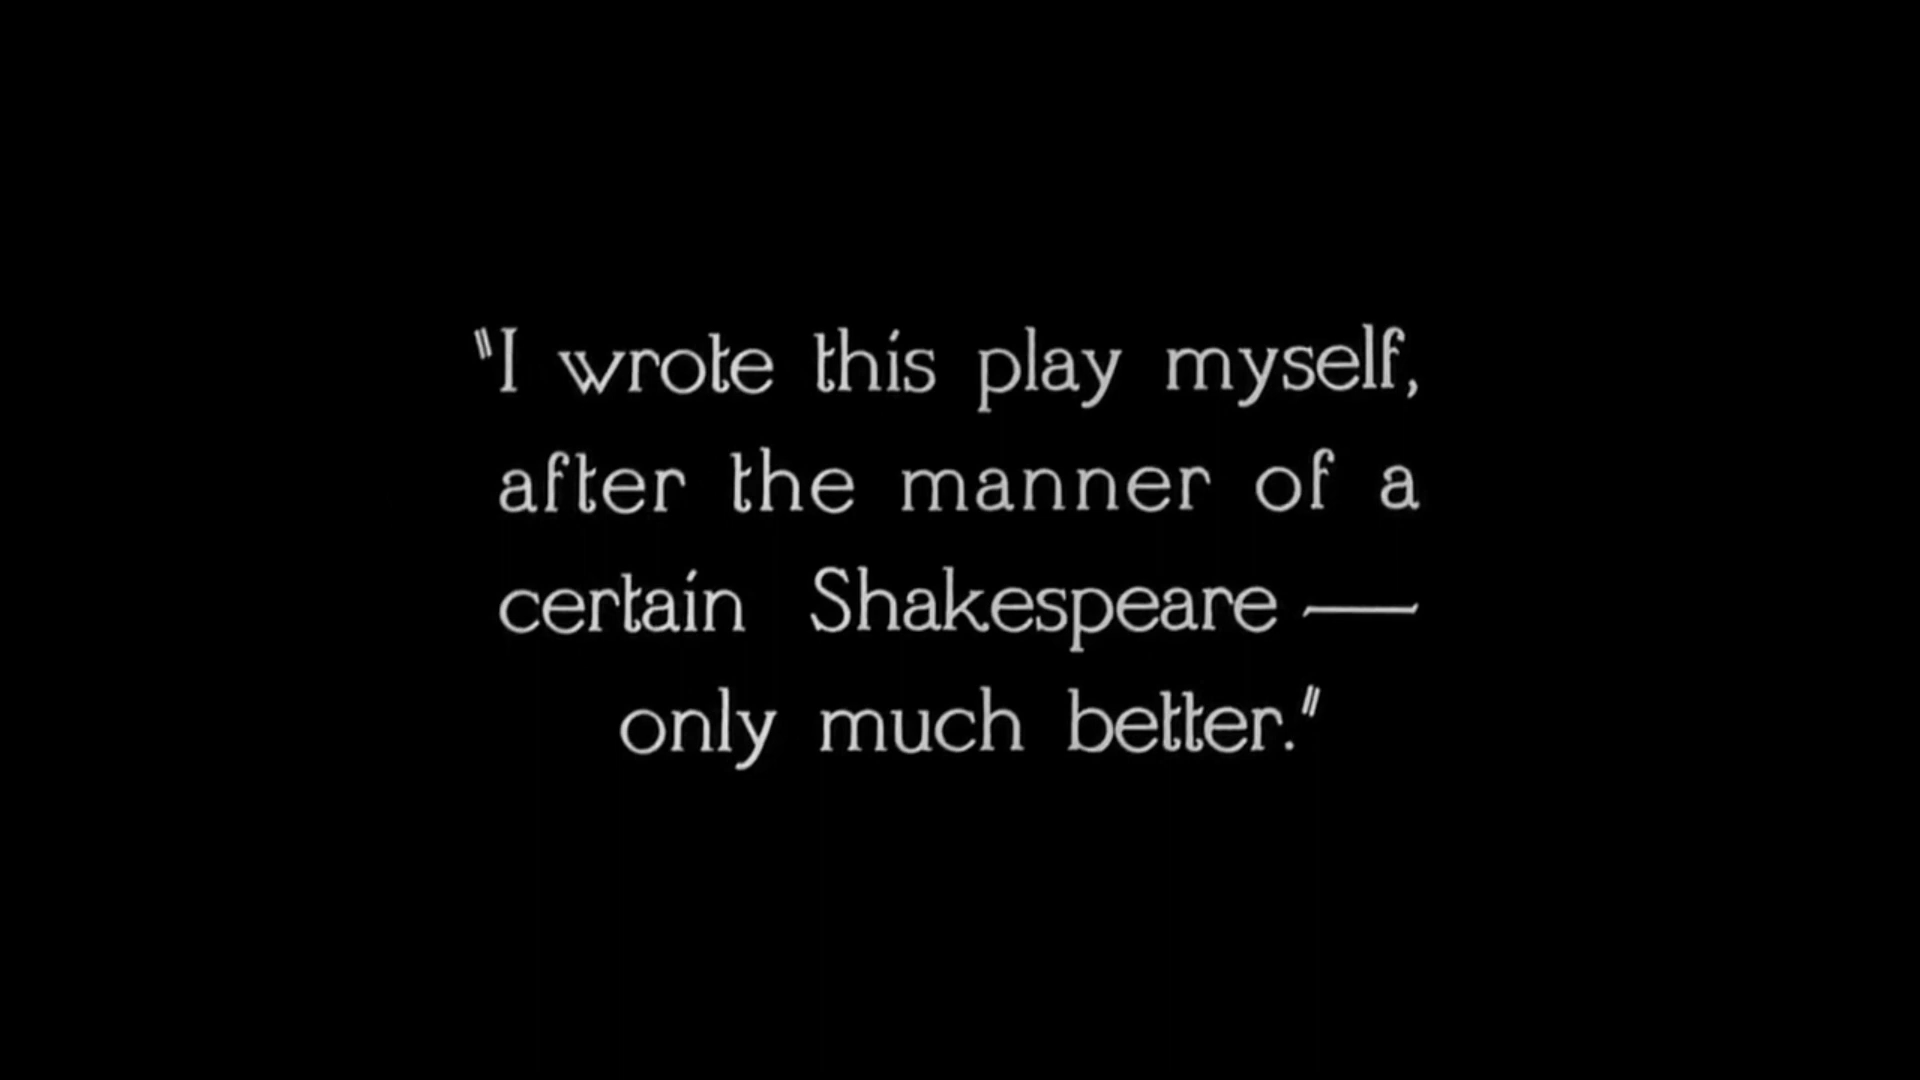 "I wrote this play myself,
after the manner of a
certain Shakespeare —
only much better."